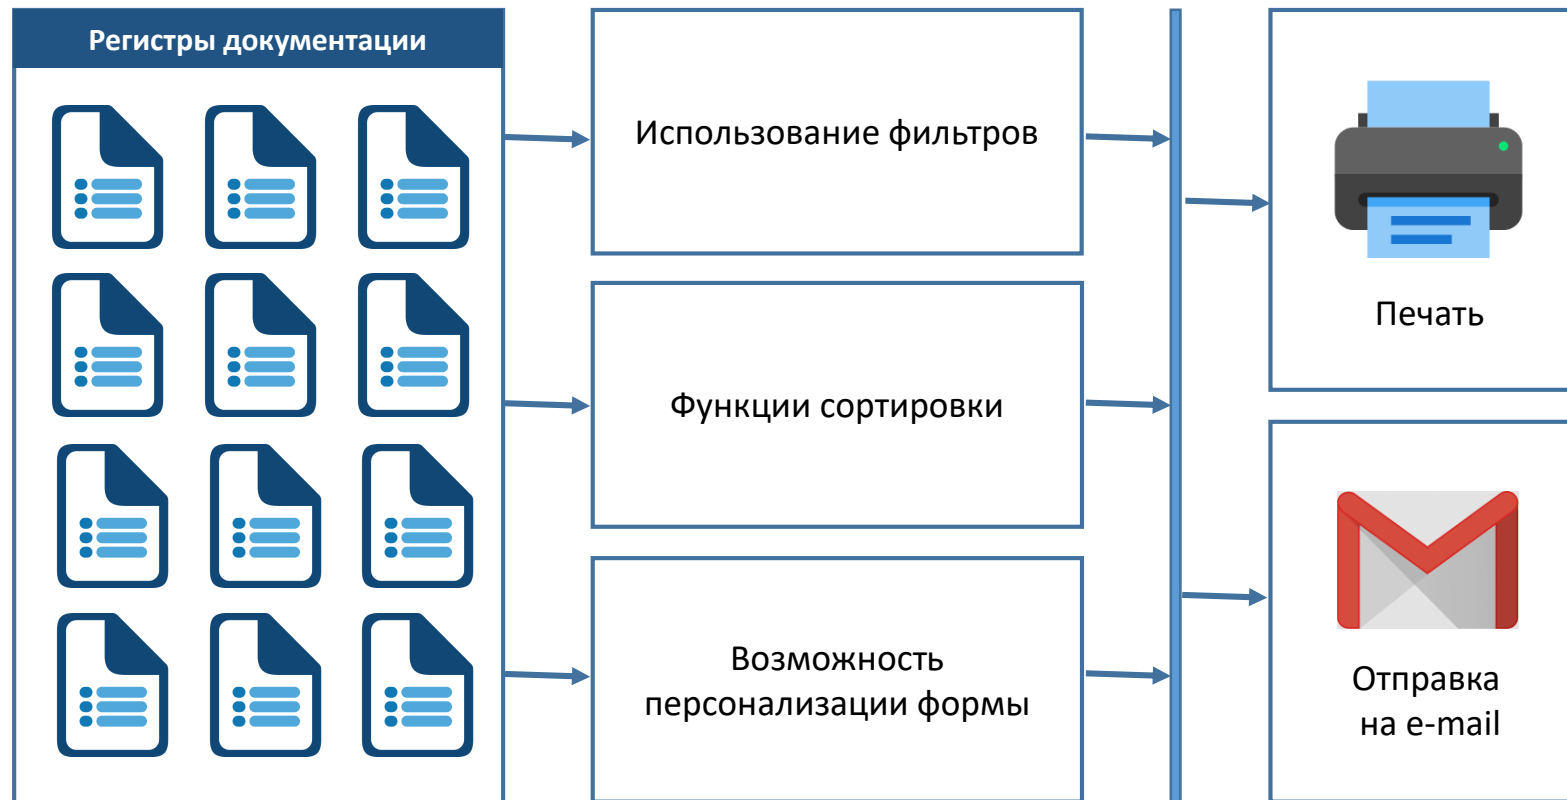 Регистры документации
Использование фильтров
Функции сортировки
Возможность
персонализации формы
Печать
Отправка
на e-mail